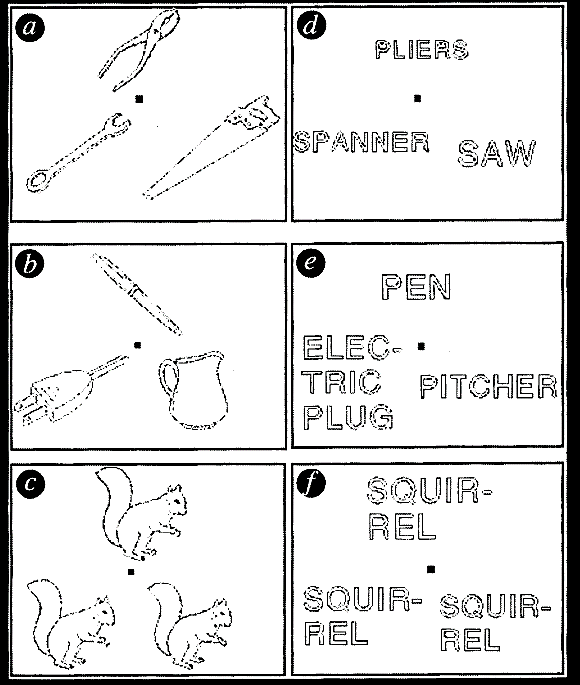 a
d
PLIERS
SPANNER
SAW
b
e
PEN
ELEC-
TRIC
PLUG
PITCHER
c
f
SQUIR-
REL
SQUIR-
REL
SQUIR-
REL